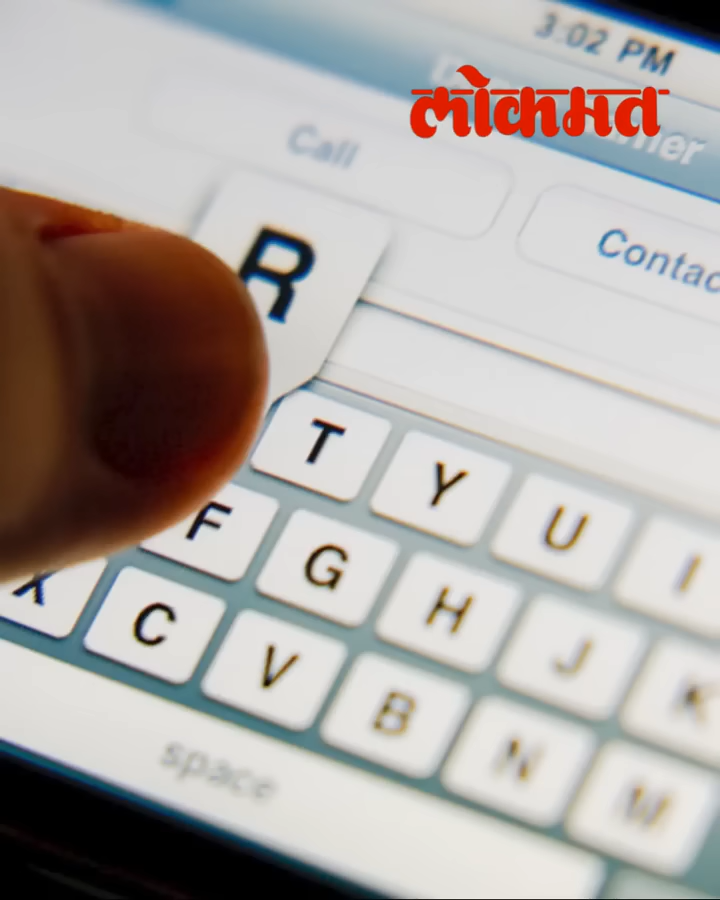 3:02 PM
लोकमत
Call
Contac
R
T Y U I
F G H J K
X C V B N M
space